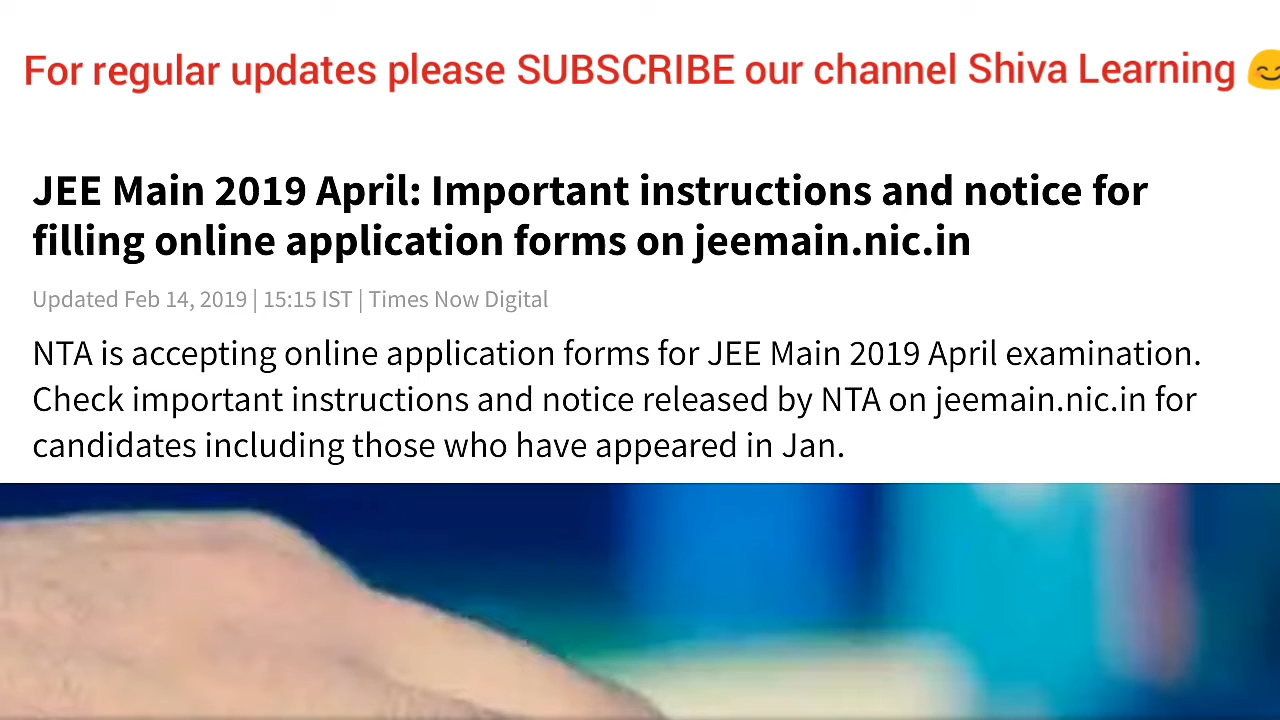 For regular updates please SUBSCRIBE our channel Shiva Learning 😊
JEE Main 2019 April: Important instructions and notice for
filling online application forms on jeemain.nic.in
Updated Feb 14, 2019 | 15:15 IST | Times Now Digital
NTA is accepting online application forms for JEE Main 2019 April examination.
Check important instructions and notice released by NTA on jeemain.nic.in for
candidates including those who have appeared in Jan.